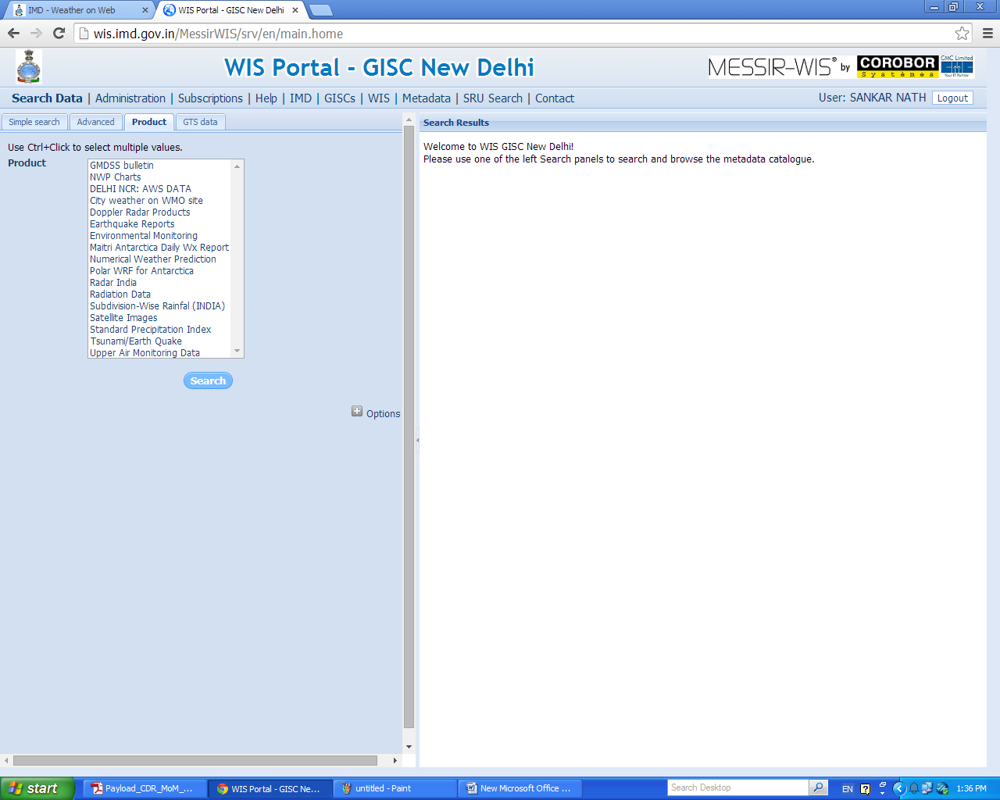 IMD - Weather on Web
WIS Portal - GISC New Delhi
wis.imd.gov.in/MessirWIS/srv/en/main.home
WIS Portal - GISC New Delhi
MESSIR-WIS® by COROBOR Systèmes CMC Limited
Search Data | Administration | Subscriptions | Help | IMD | GISCs | WIS | Metadata | SRU Search | Contact
User: SANKAR NATH Logout
Simple search Advanced Product GTS data
Use Ctrl+Click to select multiple values.
Product
GMDSS bulletin
NWP Charts
DELHI NCR: AWS DATA
City weather on WMO site
Doppler Radar Products
Earthquake Reports
Environmental Monitoring
Maitri Antarctica Daily Wx Report
Numerical Weather Prediction
Polar WRF for Antarctica
Radar India
Radiation Data
Subdivision-Wise Rainfal (INDIA)
Satellite Images
Standard Precipitation Index
Tsunami/Earth Quake
Upper Air Monitoring Data
Search
Options
Search Results
Welcome to WIS GISC New Delhi!
Please use one of the left Search panels to search and browse the metadata catalogue.
start
Payload_CDR_MoM_...
WIS Portal - GISC Ne...
untitled - Paint
New Microsoft Office ...
Search Desktop
EN
1:36 PM